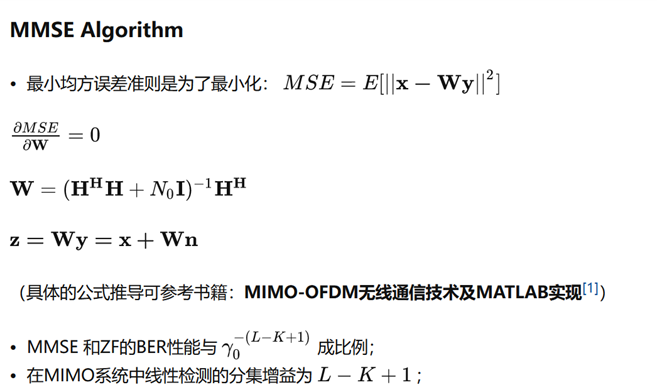 MMSE Algorithm
• 最小均方误差准则是为了最小化： $MSE = E[||\mathbf{x} - \mathbf{Wy}||^2]$
$\frac{\partial MSE}{\partial \mathbf{W}} = 0$
$\mathbf{W} = (\mathbf{H^H H} + N_0 \mathbf{I})^{-1} \mathbf{H^H}$
$\mathbf{z} = \mathbf{Wy} = \mathbf{x} + \mathbf{Wn}$
（具体的公式推导可参考书籍：MIMO-OFDM无线通信技术及MATLAB实现[1]）
• MMSE 和ZF的BER性能与 $\gamma_0^{-(L-K+1)}$ 成比例；
• 在MIMO系统中线性检测的分集增益为 $L - K + 1$；